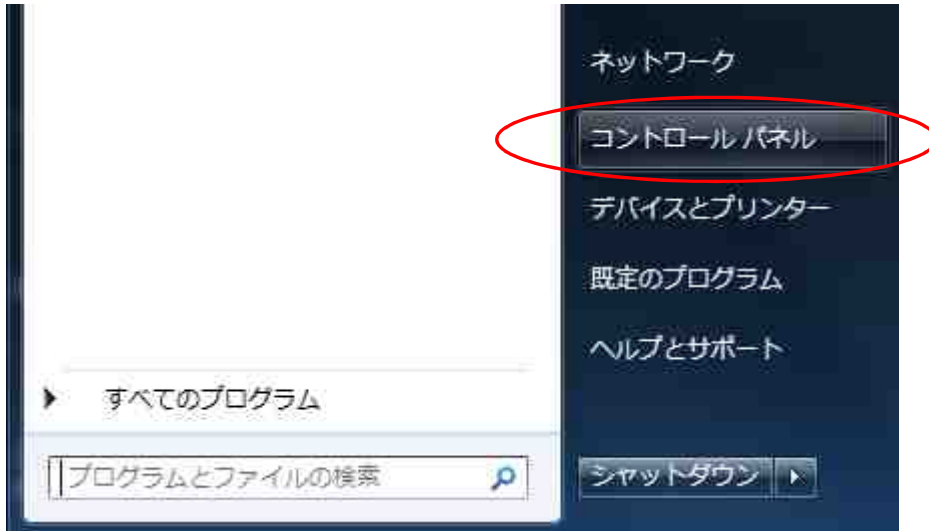 ネットワーク
コントロール パネル
デバイスとプリンター
既定のプログラム
ヘルプとサポート
すべてのプログラム
プログラムとファイルの検索
シャットダウン